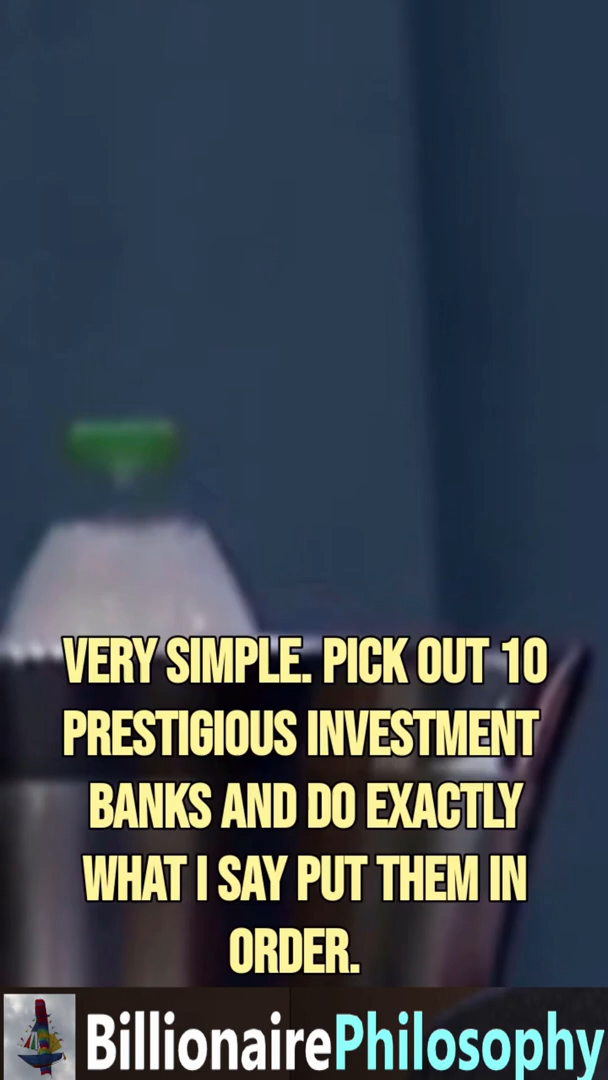 VERY SIMPLE. PICK OUT 10
PRESTIGIOUS INVESTMENT
BANKS AND DO EXACTLY
WHAT I SAY PUT THEM IN
ORDER.
BillionairePhilosophy